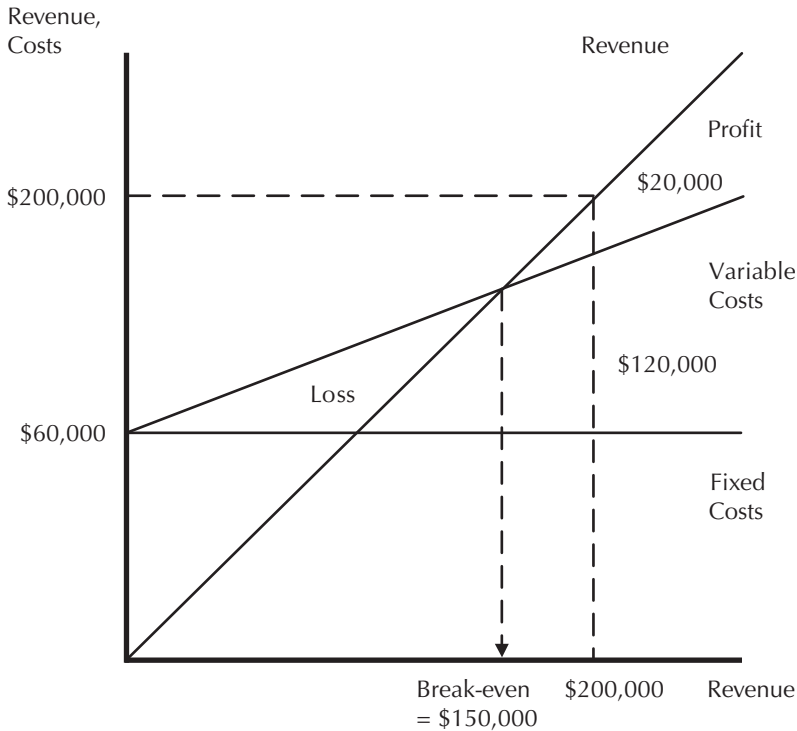 Revenue,
Costs
Revenue
Profit
$20,000
$200,000
Variable
Costs
$120,000
Loss
$60,000
Fixed
Costs
Break-even
= $150,000
$200,000
Revenue